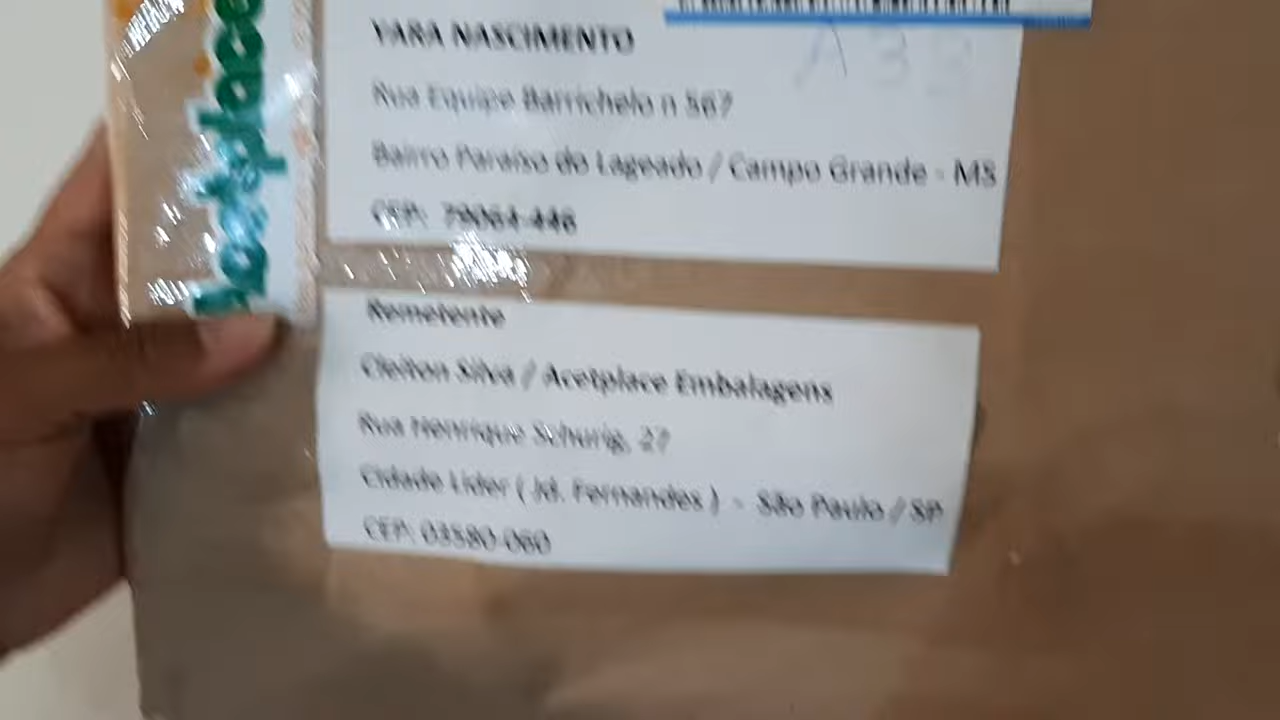 YARA NASCIMENTO
Rua Equipe Barrichelo n 567
Bairro Paraíso do Lageado / Campo Grande - MS
CEP: 79064-446
Remetente
Cleiton Silva / Acetplace Embalagens
Rua Henrique Schurig, 27
Cidade Lider ( Jd. Fernandes ) - São Paulo / SP
CEP: 03580-060